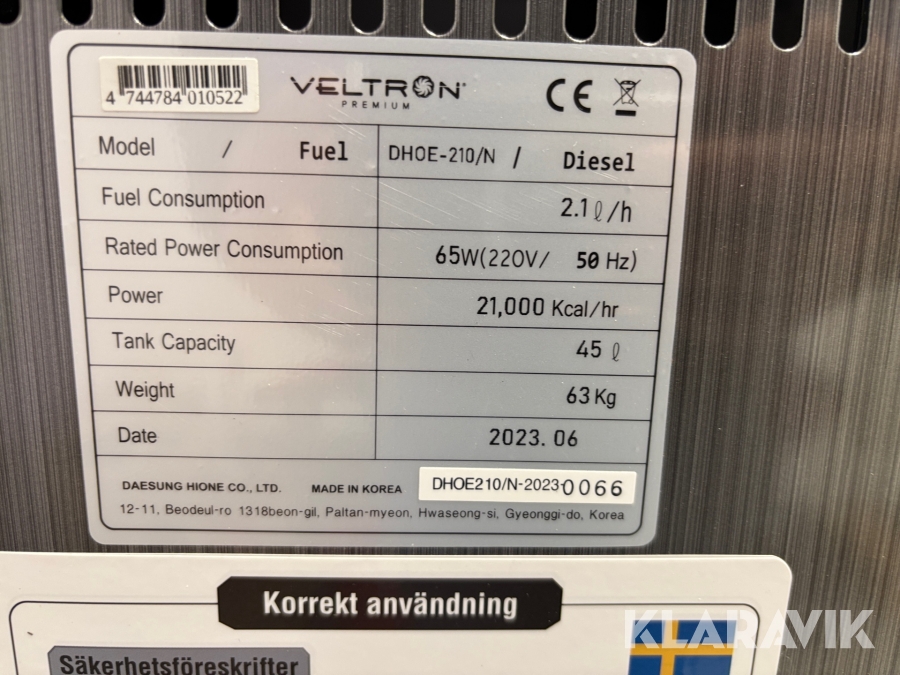 4 744784 010522
VELTRON
PREMIUM
CE
Model / Fuel DHOE-210/N / Diesel
Fuel Consumption 2.1 ℓ/h
Rated Power Consumption 65W(220V/ 50 Hz)
Power 21,000 Kcal/hr
Tank Capacity 45 ℓ
Weight 63 Kg
Date 2023. 06
DAESUNG HIONE CO., LTD. MADE IN KOREA DHOE210/N-2023-0066
12-11, Beodeul-ro 1318beon-gil, Paltan-myeon, Hwaseong-si, Gyeonggi-do, Korea
Korrekt användning
KLARAVIK
Säkerhetsföreskrifter